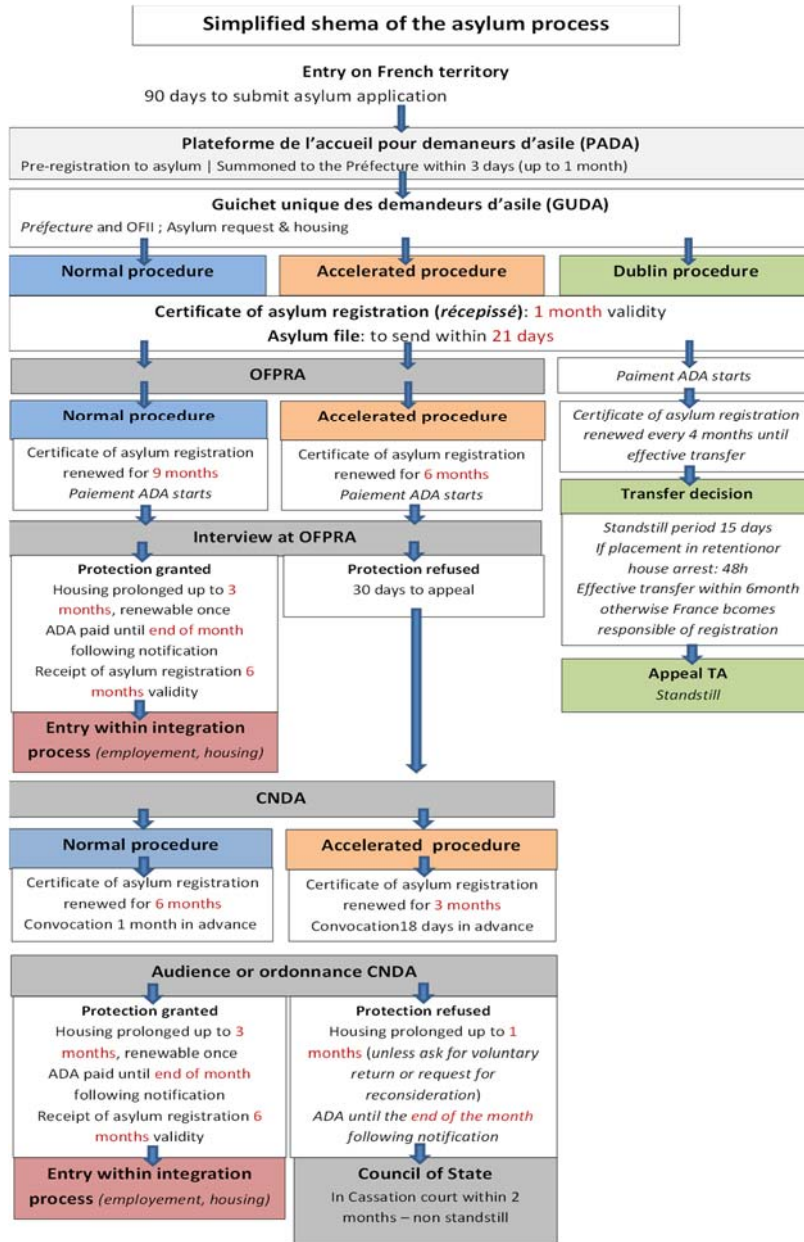 Simplified shema of the asylum process
Entry on French territory
90 days to submit asylum application
Plateforme de l'accueil pour demaneurs d'asile (PADA)
Pre-registration to asylum | Summoned to the Préfecture within 3 days (up to 1 month)
Guichet unique des demandeurs d'asile (GUDA)
Préfecture and OFII ; Asylum request & housing
Normal procedure
Accelerated procedure
Dublin procedure
Certificate of asylum registration (récepissé): 1 month validity
Asylum file: to send within 21 days
OFPRA
Normal procedure
Certificate of asylum registration
renewed for 9 months
Paiement ADA starts
Accelerated procedure
Certificate of asylum registration
renewed for 6 months
Paiement ADA starts
Paiment ADA starts
Certificate of asylum registration
renewed every 4 months until
effective transfer
Transfer decision
Standstill period 15 days
If placement in retentionor
house arrest: 48h
Effective transfer within 6month
otherwise France bcomes
responsible of registration
Appeal TA
Standstill
Interview at OFPRA
Protection granted
Housing prolonged up to 3
months, renewable once
ADA paid until end of month
following notification
Receipt of asylum registration 6
months validity
Entry within integration
process (employement, housing)
Protection refused
30 days to appeal
CNDA
Normal procedure
Certificate of asylum registration
renewed for 6 months
Convocation 1 month in advance
Accelerated procedure
Certificate of asylum registration
renewed for 3 months
Convocation18 days in advance
Audience or ordonnance CNDA
Protection granted
Housing prolonged up to 3
months, renewable once
ADA paid until end of month
following notification
Receipt of asylum registration 6
months validity
Entry within integration
process (employement, housing)
Protection refused
Housing prolonged up to 1
months (unless ask for voluntary
return or request for
reconsideration)
ADA until the end of the month
following notification
Council of State
In Cassation court within 2
months – non standstill